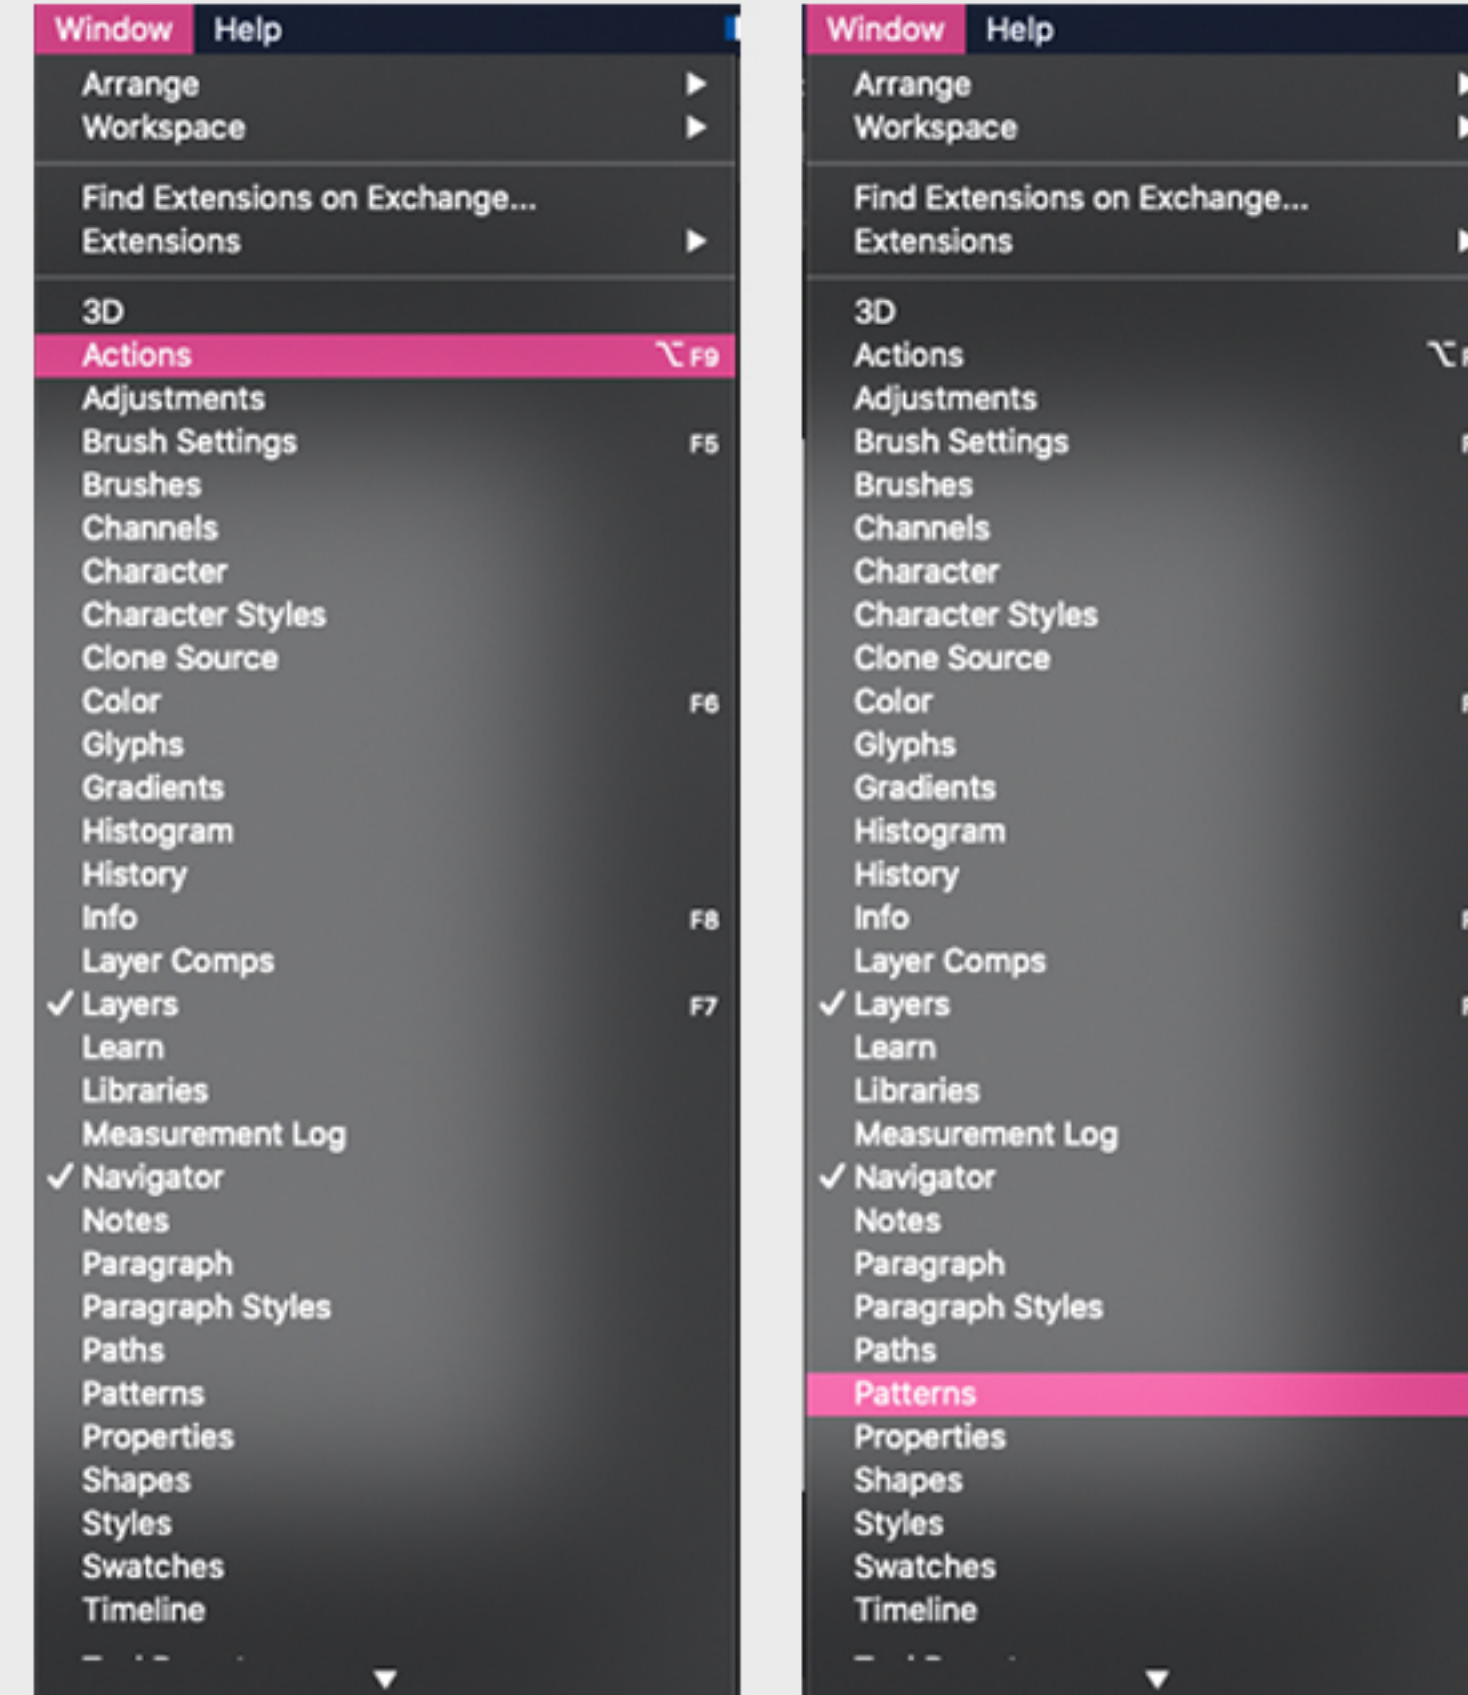 Window Help
Arrange
Workspace
Find Extensions on Exchange...
Extensions
3D
Actions ⌥ F9
Adjustments
Brush Settings F5
Brushes
Channels
Character
Character Styles
Clone Source
Color F6
Glyphs
Gradients
Histogram
History
Info F8
Layer Comps
✓ Layers F7
Learn
Libraries
Measurement Log
✓ Navigator
Notes
Paragraph
Paragraph Styles
Paths
Patterns
Properties
Shapes
Styles
Swatches
Timeline
Window Help
Arrange
Workspace
Find Extensions on Exchange...
Extensions
3D
Actions ⌥
Adjustments
Brush Settings
Brushes
Channels
Character
Character Styles
Clone Source
Color
Glyphs
Gradients
Histogram
History
Info
Layer Comps
✓ Layers
Learn
Libraries
Measurement Log
✓ Navigator
Notes
Paragraph
Paragraph Styles
Paths
Patterns
Properties
Shapes
Styles
Swatches
Timeline